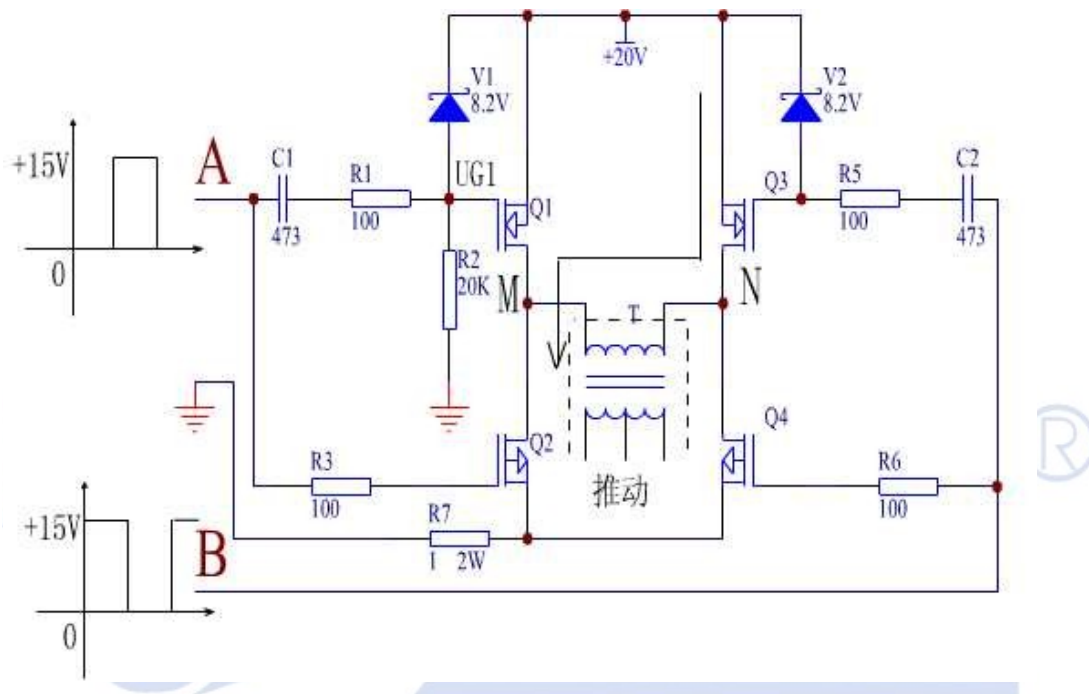 +20V
V1
8.2V
V2
8.2V
+15V
A
C1
473
R1
100
UG1
Q1
Q3
R5
100
C2
473
0
R2
20K
M
N
T
Q2
Q4
R3
100
推动
R6
100
R7
1 2W
+15V
B
0
R